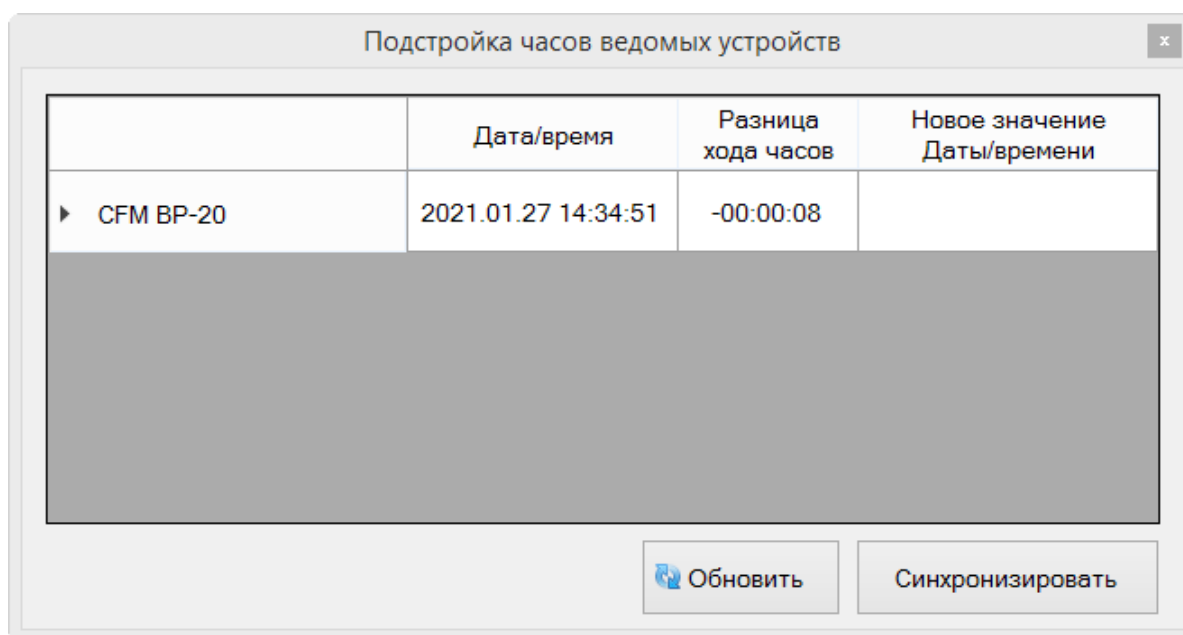 Подстройка часов ведомых устройств
x
Дата/время
Разница
хода часов
Новое значение
Даты/времени
CFM BP-20
2021.01.27 14:34:51
-00:00:08
Обновить
Синхронизировать